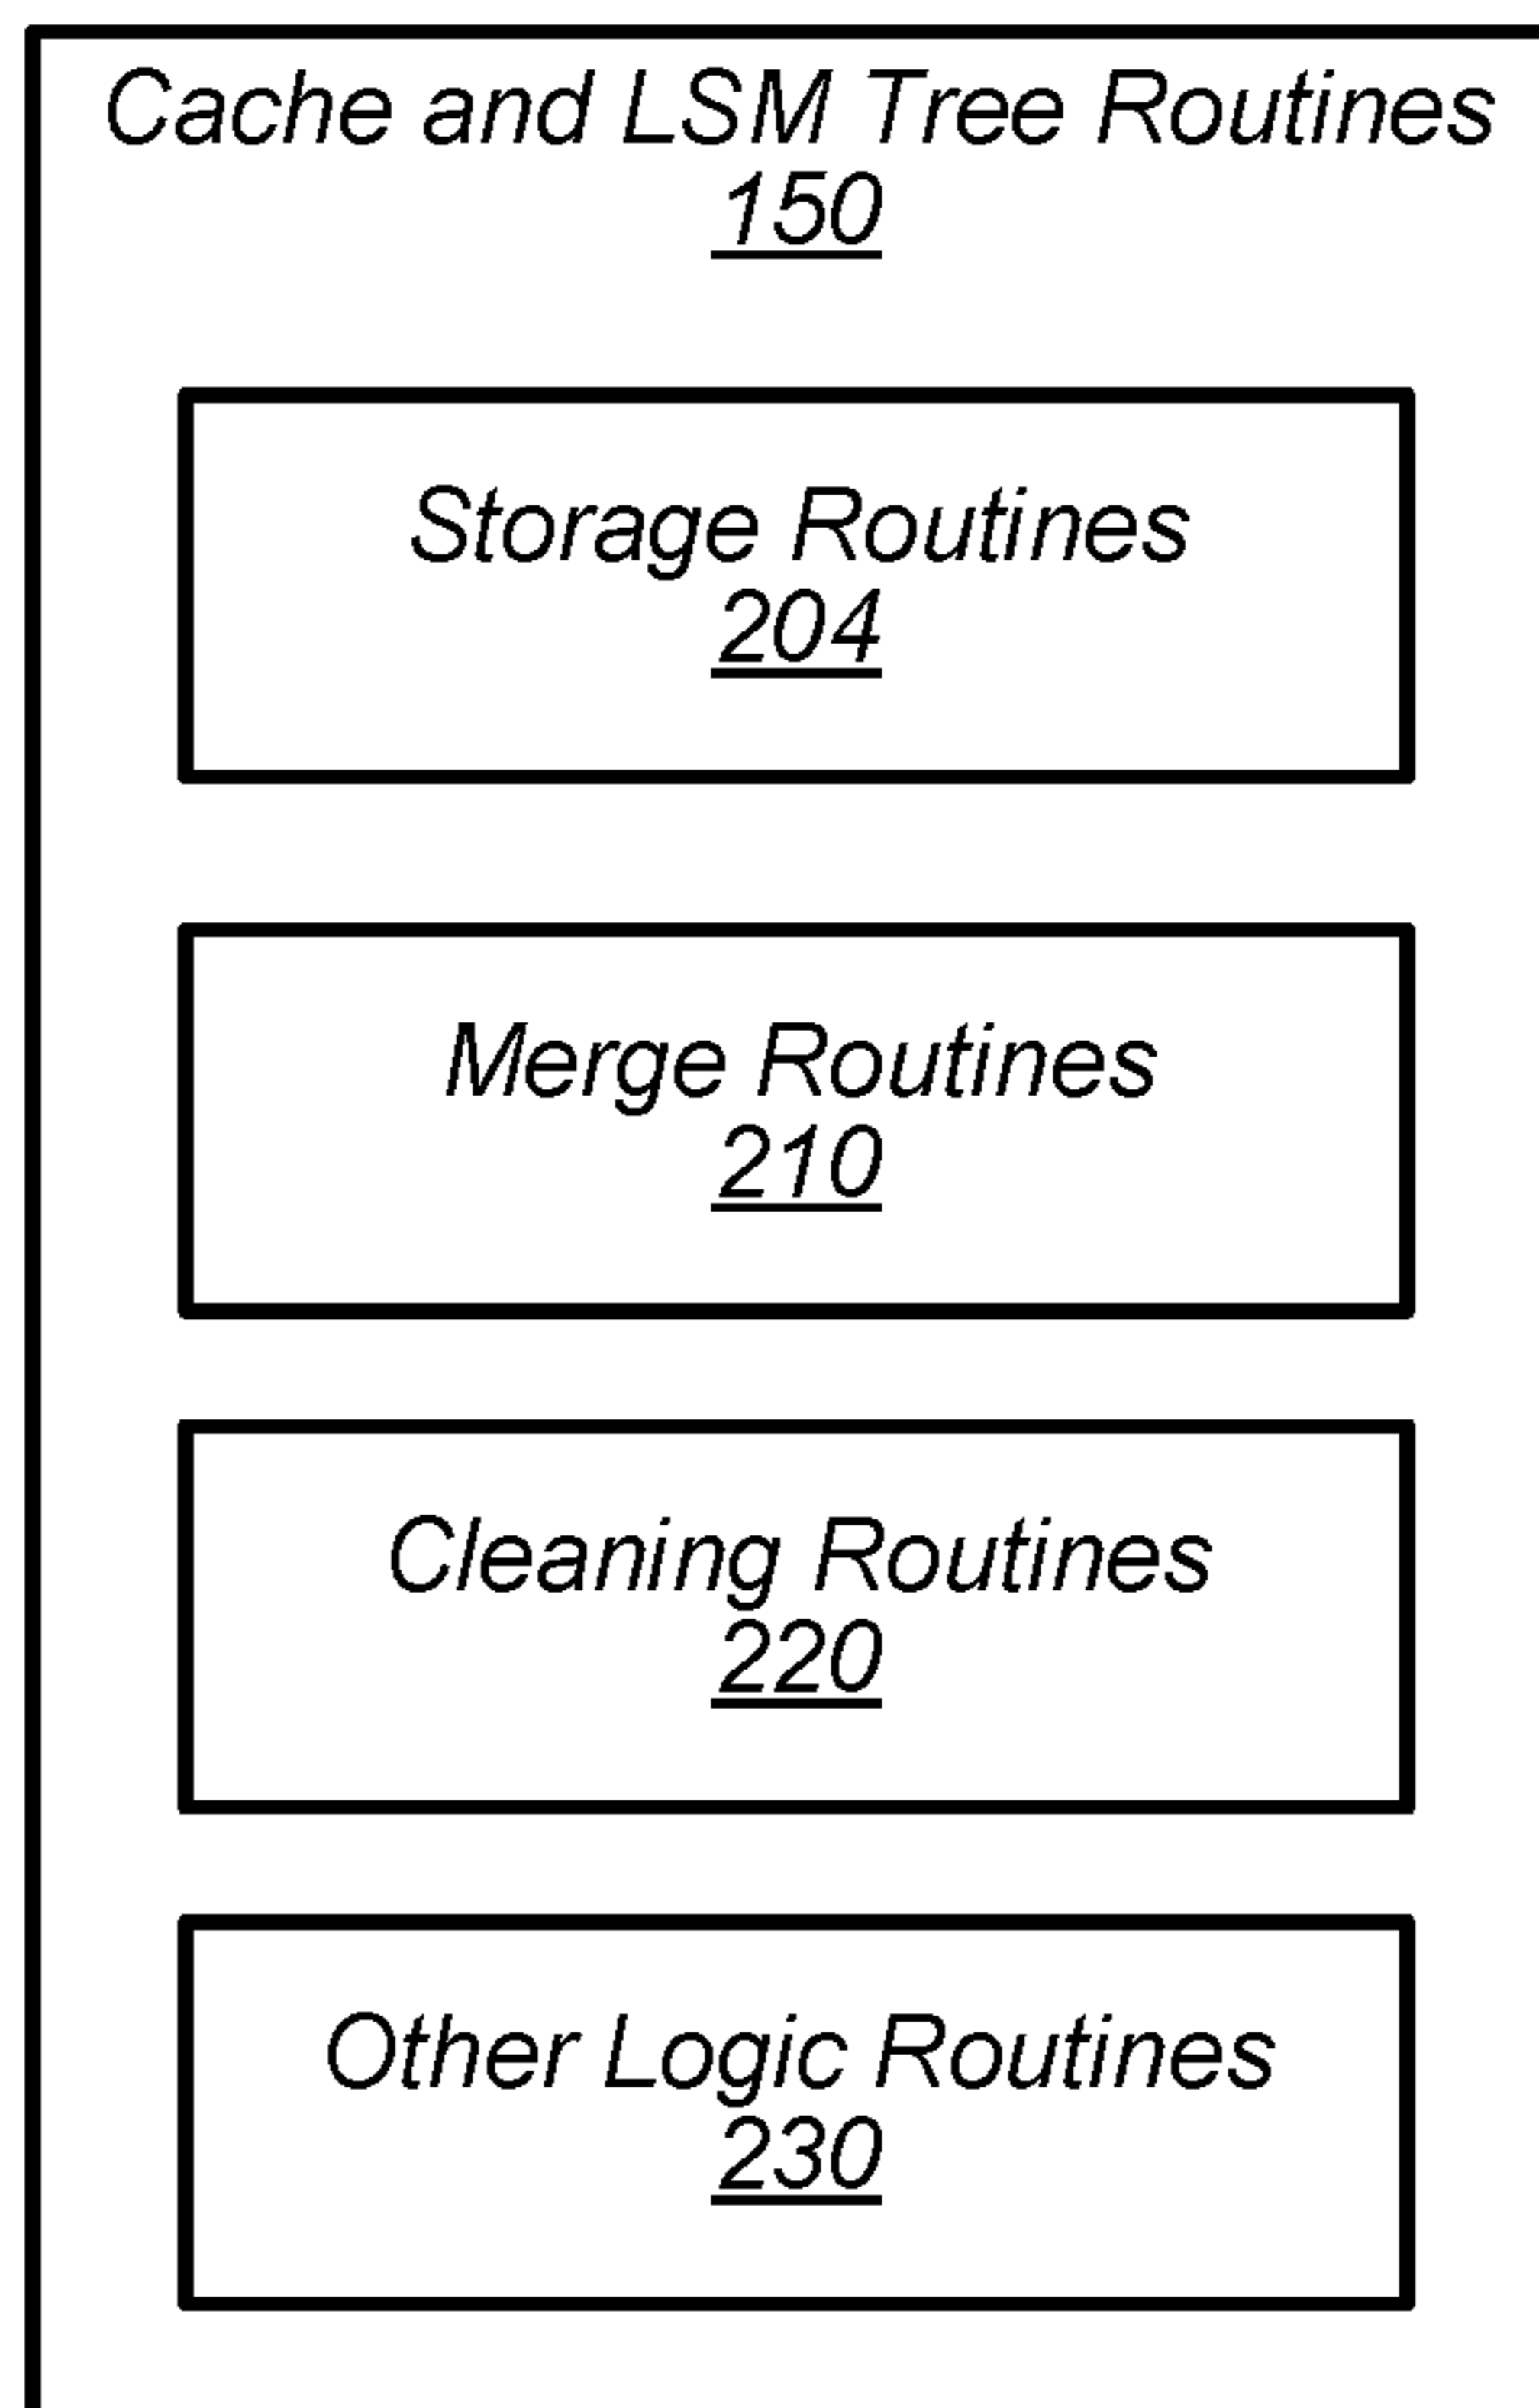 Cache and LSM Tree Routines
150
Storage Routines
204
Merge Routines
210
Cleaning Routines
220
Other Logic Routines
230